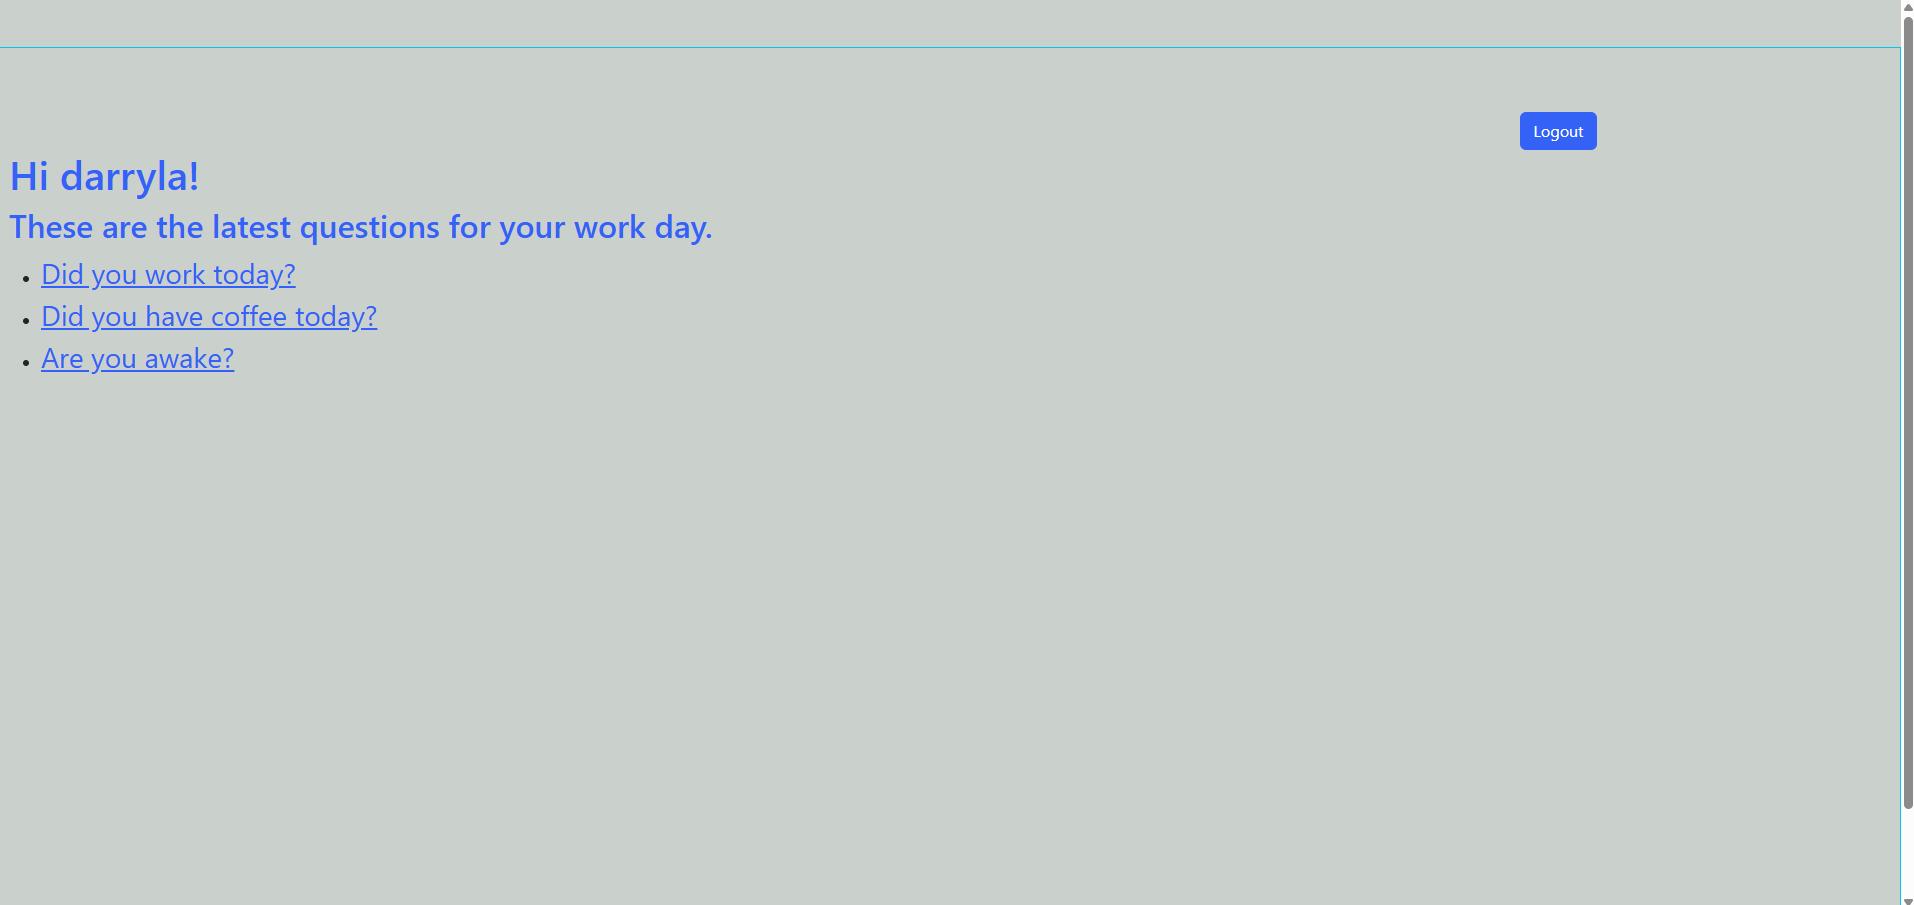 Logout
Hi darryla!
These are the latest questions for your work day.
Did you work today?
Did you have coffee today?
Are you awake?